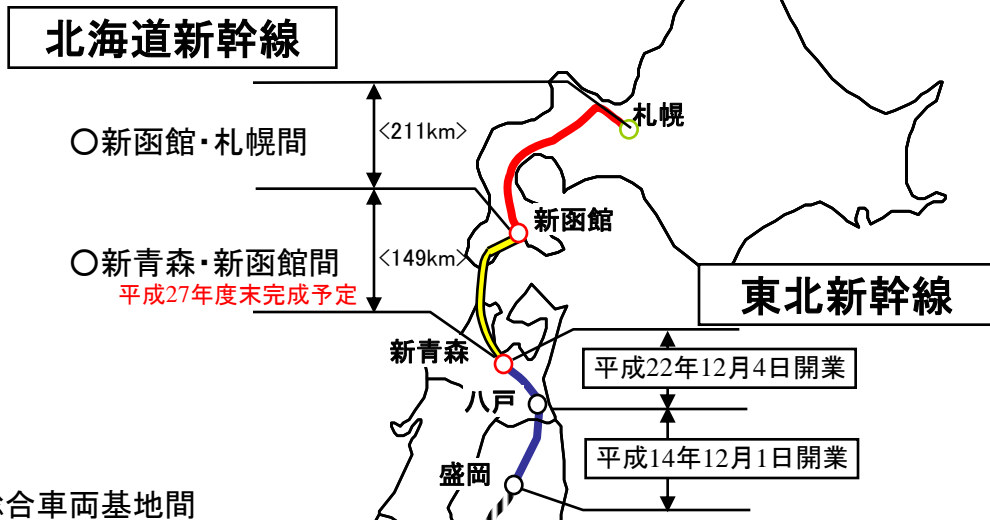 北海道新幹線
札幌
<211km>
〇新函館・札幌間
新函館
<149km>
〇新青森・新函館間
平成27年度末完成予定
東北新幹線
新青森
平成22年12月4日開業
八戸
平成14年12月1日開業
盛岡
合車両基地間